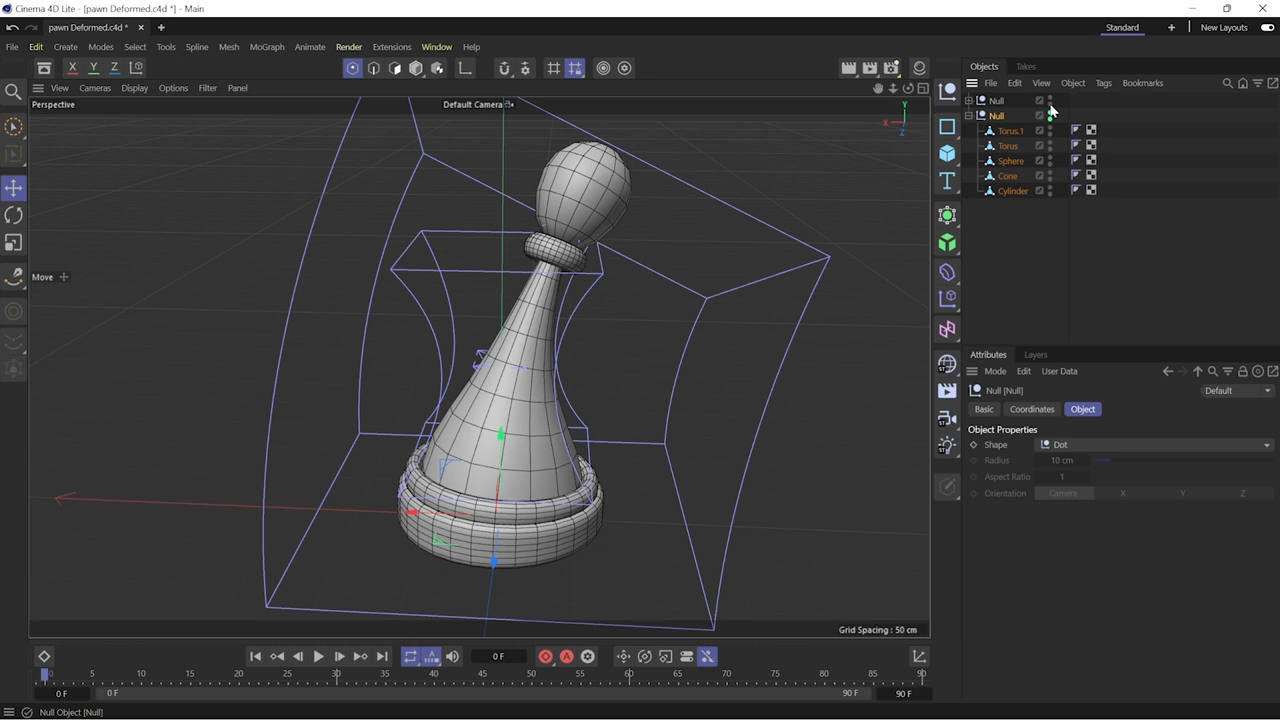 Cinema 4D Lite - [pawn Deformed.c4d *] - Main
pawn Deformed.c4d *
Standard
New Layouts
File Edit Create Modes Select Tools Spline Mesh MoGraph Animate Render Extensions Window Help
X Y Z
View Cameras Display Options Filter Panel
Perspective
Default Camera
Y
X
Z
Move
Grid Spacing : 50 cm
Objects Takes
File Edit View Object Tags Bookmarks
Null
Null
Torus.1
Torus
Sphere
Cone
Cylinder
Attributes Layers
Mode Edit User Data
Null [Null]
Default
Basic Coordinates Object
Object Properties
Shape Dot
Radius 10 cm
Aspect Ratio 1
Orientation Camera X Y Z
ST
ST
ST
ST
0 F
0 5 10 15 20 25 30 35 40 45 50 55 60 65 70 75 80 85 90
0 F 0 F 90 F 90 F
Null Object [Null]